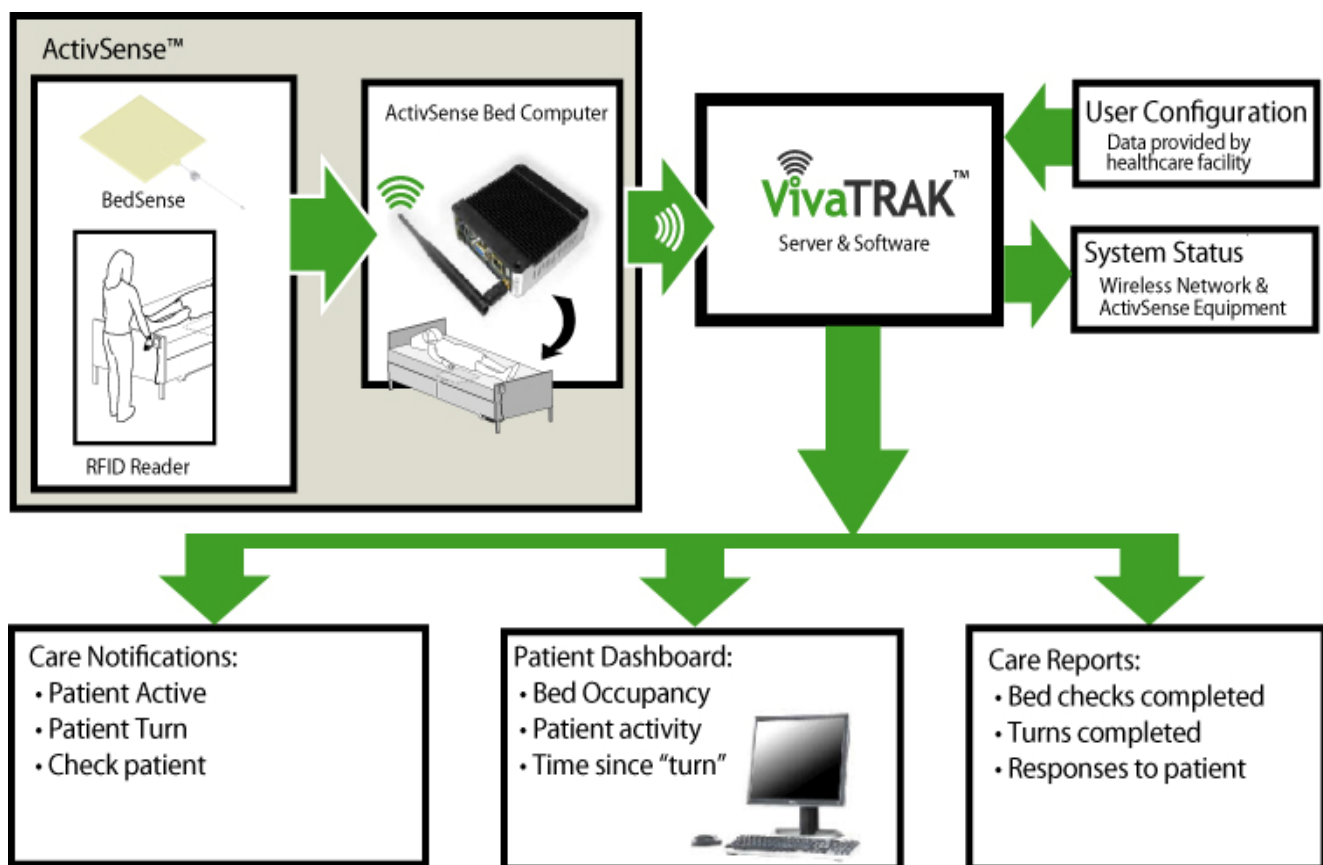 ActivSense™
BedSense
RFID Reader
ActivSense Bed Computer
VivaTRAK™
Server & Software
User Configuration
Data provided by
healthcare facility
System Status
Wireless Network &
ActivSense Equipment
Care Notifications:
• Patient Active
• Patient Turn
• Check patient
Patient Dashboard:
• Bed Occupancy
• Patient activity
• Time since “turn”
Care Reports:
• Bed checks completed
• Turns completed
• Responses to patient